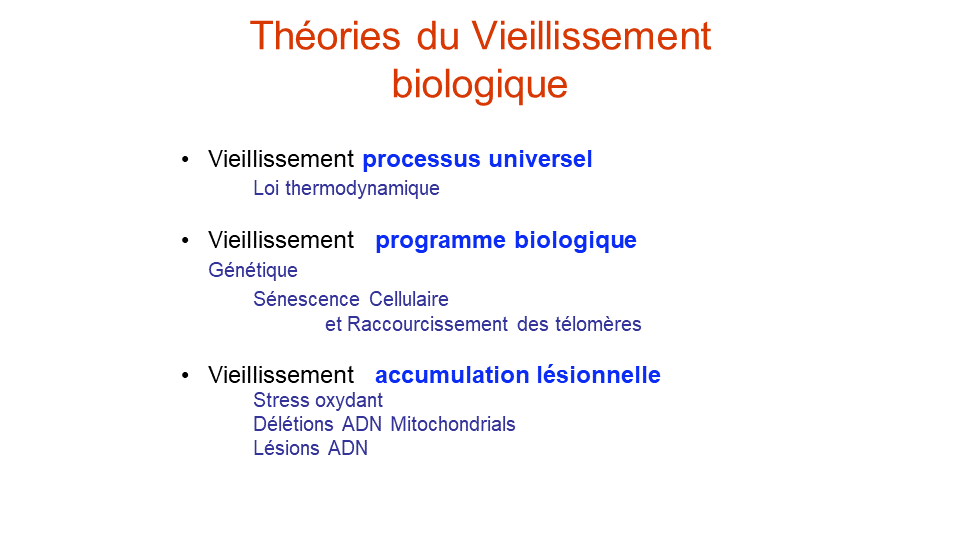 Théories du Vieillissement
biologique
• Vieillissement processus universel
Loi thermodynamique
• Vieillissement programme biologique
Génétique
Sénescence Cellulaire
et Raccourcissement des télomères
• Vieillissement accumulation lésionnelle
Stress oxydant
Délétions ADN Mitochondrials
Lésions ADN